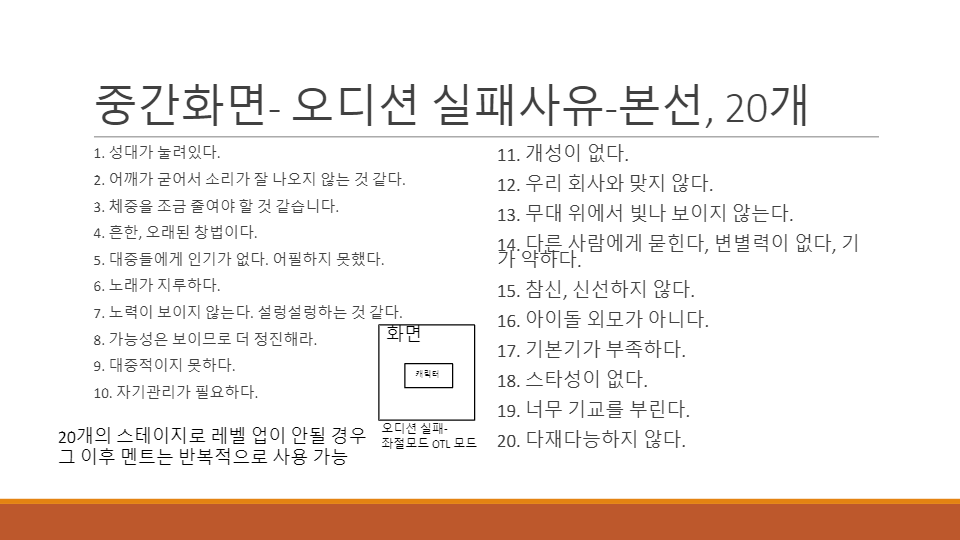 중간화면- 오디션 실패사유-본선, 20개
1. 성대가 눌려있다.
2. 어깨가 굳어서 소리가 잘 나오지 않는 것 같다.
3. 체중을 조금 줄여야 할 것 같습니다.
4. 흔한, 오래된 창법이다.
5. 대중들에게 인기가 없다. 어필하지 못했다.
6. 노래가 지루하다.
7. 노력이 보이지 않는다. 설렁설렁하는 것 같다.
8. 가능성은 보이므로 더 정진해라.
9. 대중적이지 못하다.
10. 자기관리가 필요하다.
11. 개성이 없다.
12. 우리 회사와 맞지 않다.
13. 무대 위에서 빛나 보이지 않는다.
14. 다른 사람에게 묻힌다, 변별력이 없다, 기
가 약하다.
15. 참신, 신선하지 않다.
16. 아이돌 외모가 아니다.
17. 기본기가 부족하다.
18. 스타성이 없다.
19. 너무 기교를 부린다.
20. 다재다능하지 않다.
화면
캐릭터
오디션 실패-
좌절모드 OTL 모드
20개의 스테이지로 레벨 업이 안될 경우
그 이후 멘트는 반복적으로 사용 가능